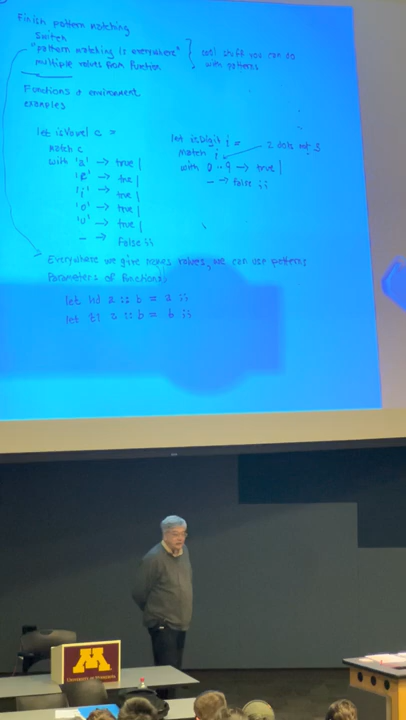 Finish pattern matching
Switch
"pattern matching is everywhere"
multiple values from function
cool stuff you can do
with patterns
Functions & environment
examples
let isVowel c =
match c
with 'a' → true |
'e' → true |
'i' → true |
'o' → true |
'u' → true |
_ → false ;;
let isDigit i =
match i
with 0 .. 9 → true |
_ → false ;;
2 dots not 3
Everywhere we give names values, we can use patterns
Parameters of functions
let hd a :: b = a ;;
let tl a :: b = b ;;
M
University of Minnesota